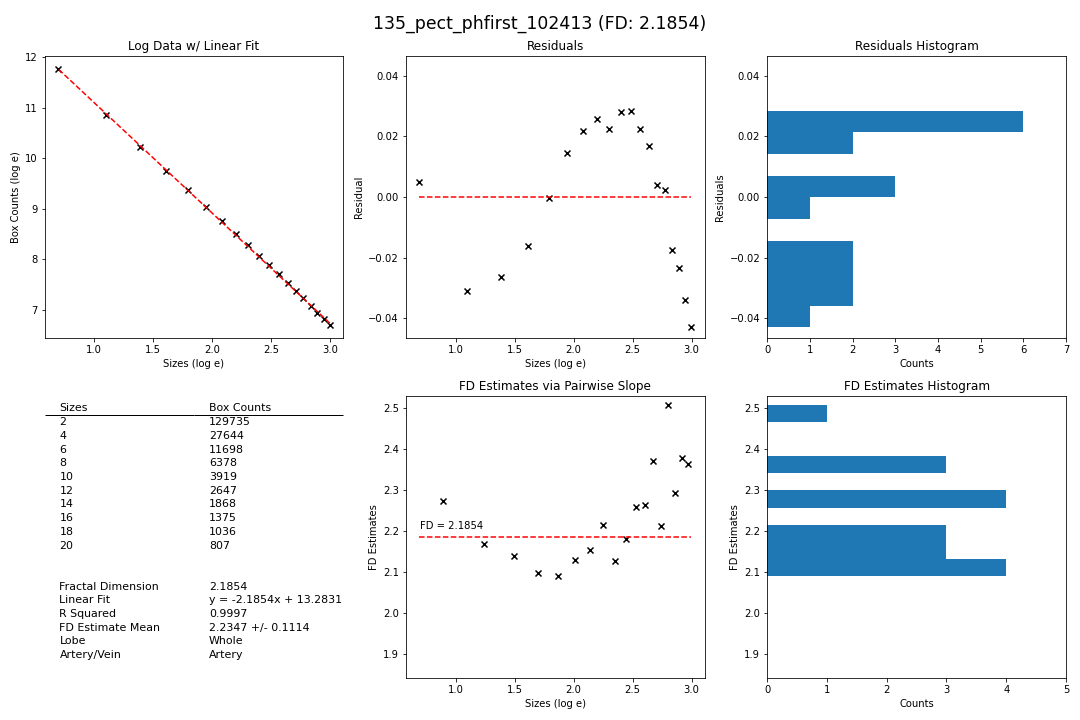 135_pect_phfirst_102413 (FD: 2.1854)
Log Data w/ Linear Fit
Box Counts (log e)
12
11
10
9
8
7
1.0 1.5 2.0 2.5 3.0
Sizes (log e)
Residuals
Residual
0.04
0.02
0.00
−0.02
−0.04
1.0 1.5 2.0 2.5 3.0
Sizes (log e)
Residuals Histogram
Residuals
0.04
0.02
0.00
−0.02
−0.04
0 1 2 3 4 5 6 7
Counts
Sizes Box Counts
2 129735
4 27644
6 11698
8 6378
10 3919
12 2647
14 1868
16 1375
18 1036
20 807
Fractal Dimension 2.1854
Linear Fit y = -2.1854x + 13.2831
R Squared 0.9997
FD Estimate Mean 2.2347 +/- 0.1114
Lobe Whole
Artery/Vein Artery
FD Estimates via Pairwise Slope
FD Estimates
2.5
2.4
2.3
2.2
2.1
2.0
1.9
FD = 2.1854
1.0 1.5 2.0 2.5 3.0
Sizes (log e)
FD Estimates Histogram
FD Estimates
2.5
2.4
2.3
2.2
2.1
2.0
1.9
0 1 2 3 4 5
Counts